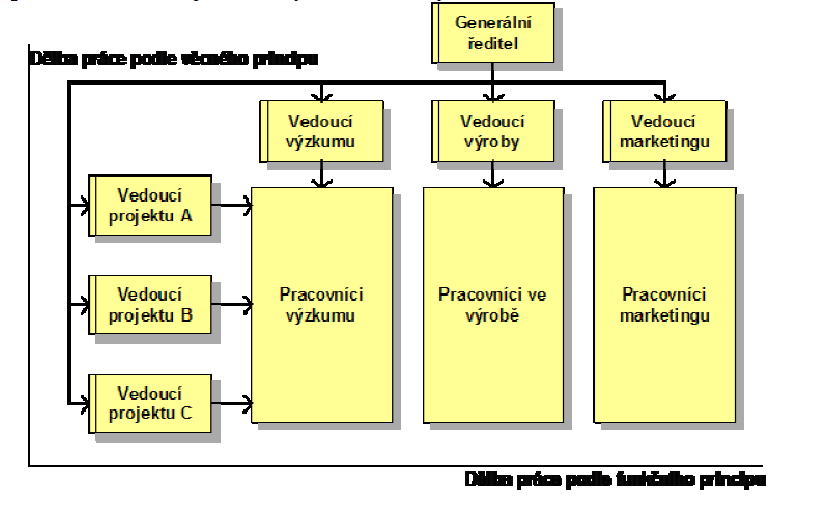 Generální
ředitel
Dělba práce podle věcného principu
Vedoucí
výzkumu
Vedoucí
výroby
Vedoucí
marketingu
Vedoucí
projektu A
Vedoucí
projektu B
Vedoucí
projektu C
Pracovníci
výzkumu
Pracovníci ve
výrobě
Pracovníci
marketingu
Dělba práce podle funkčního principu